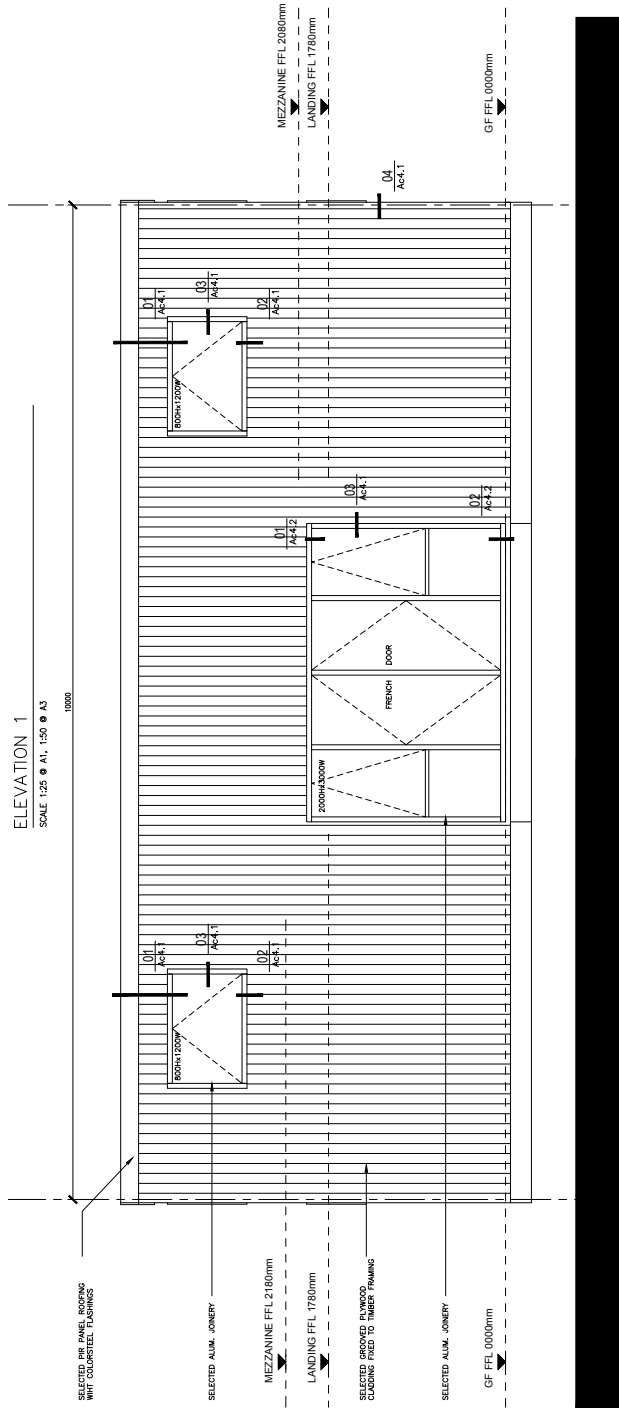 ELEVATION 1
SCALE 1:25 @ A1, 1:50 @ A3
10000
SELECTED PIR PANEL ROOFING
WIHT COLORSTEEL FLASHINGS
SELECTED ALUM. JOINERY
MEZZANINE FFL 2180mm
LANDING FFL 1780mm
SELECTED GROOVED PLYWOOD
CLADDING FIXED TO TIMBER FRAMING
SELECTED ALUM. JOINERY
GF FFL 0000mm
800Hx1200W
01
Ac4.1
03
Ac4.1
02
Ac4.1
2000Hx3000W
FRENCH DOOR
01
Ac4.2
03
Ac4.1
02
Ac4.2
800Hx1200W
01
Ac4.1
03
Ac4.1
02
Ac4.1
04
Ac4.1
MEZZANINE FFL 2080mm
LANDING FFL 1780mm
GF FFL 0000mm